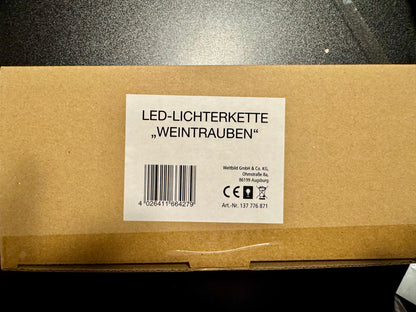 LED-LICHTERKETTE
„WEINTRAUBEN“
Weltbild GmbH & Co. KG,
Ohmstraße 8a,
86199 Augsburg
CE
4 026411 664279
Art.-Nr. 137 776 871